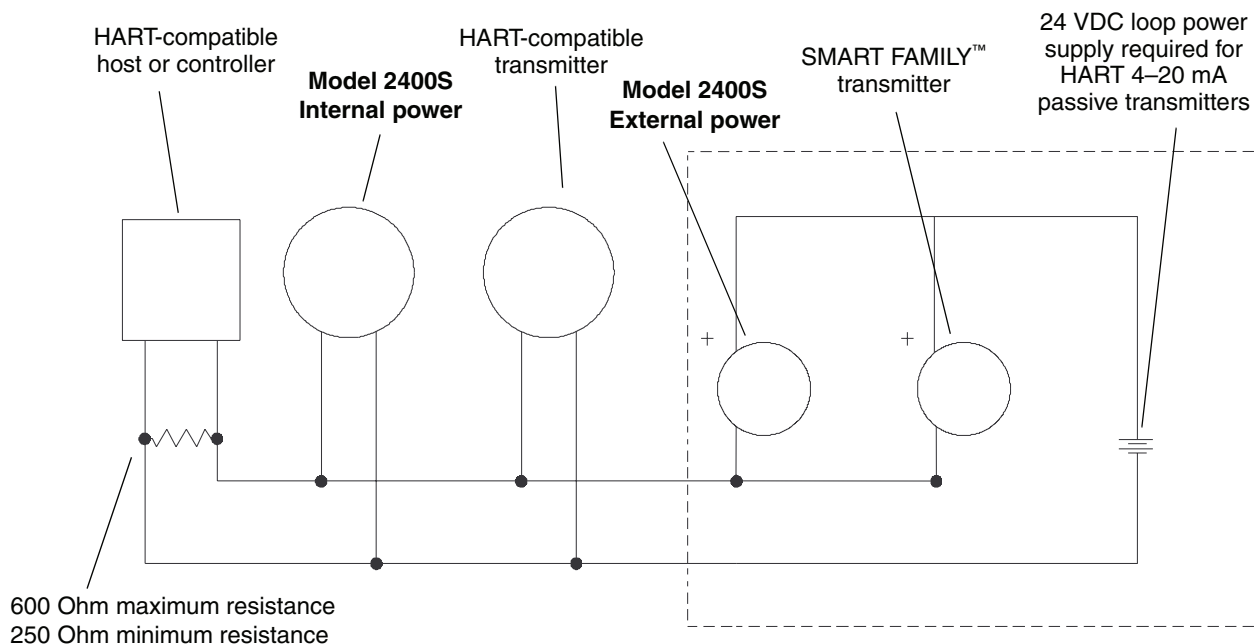 HART-compatible
host or controller
Model 2400S
Internal power
HART-compatible
transmitter
Model 2400S
External power
SMART FAMILY™
transmitter
24 VDC loop power
supply required for
HART 4–20 mA
passive transmitters
+
+
600 Ohm maximum resistance
250 Ohm minimum resistance